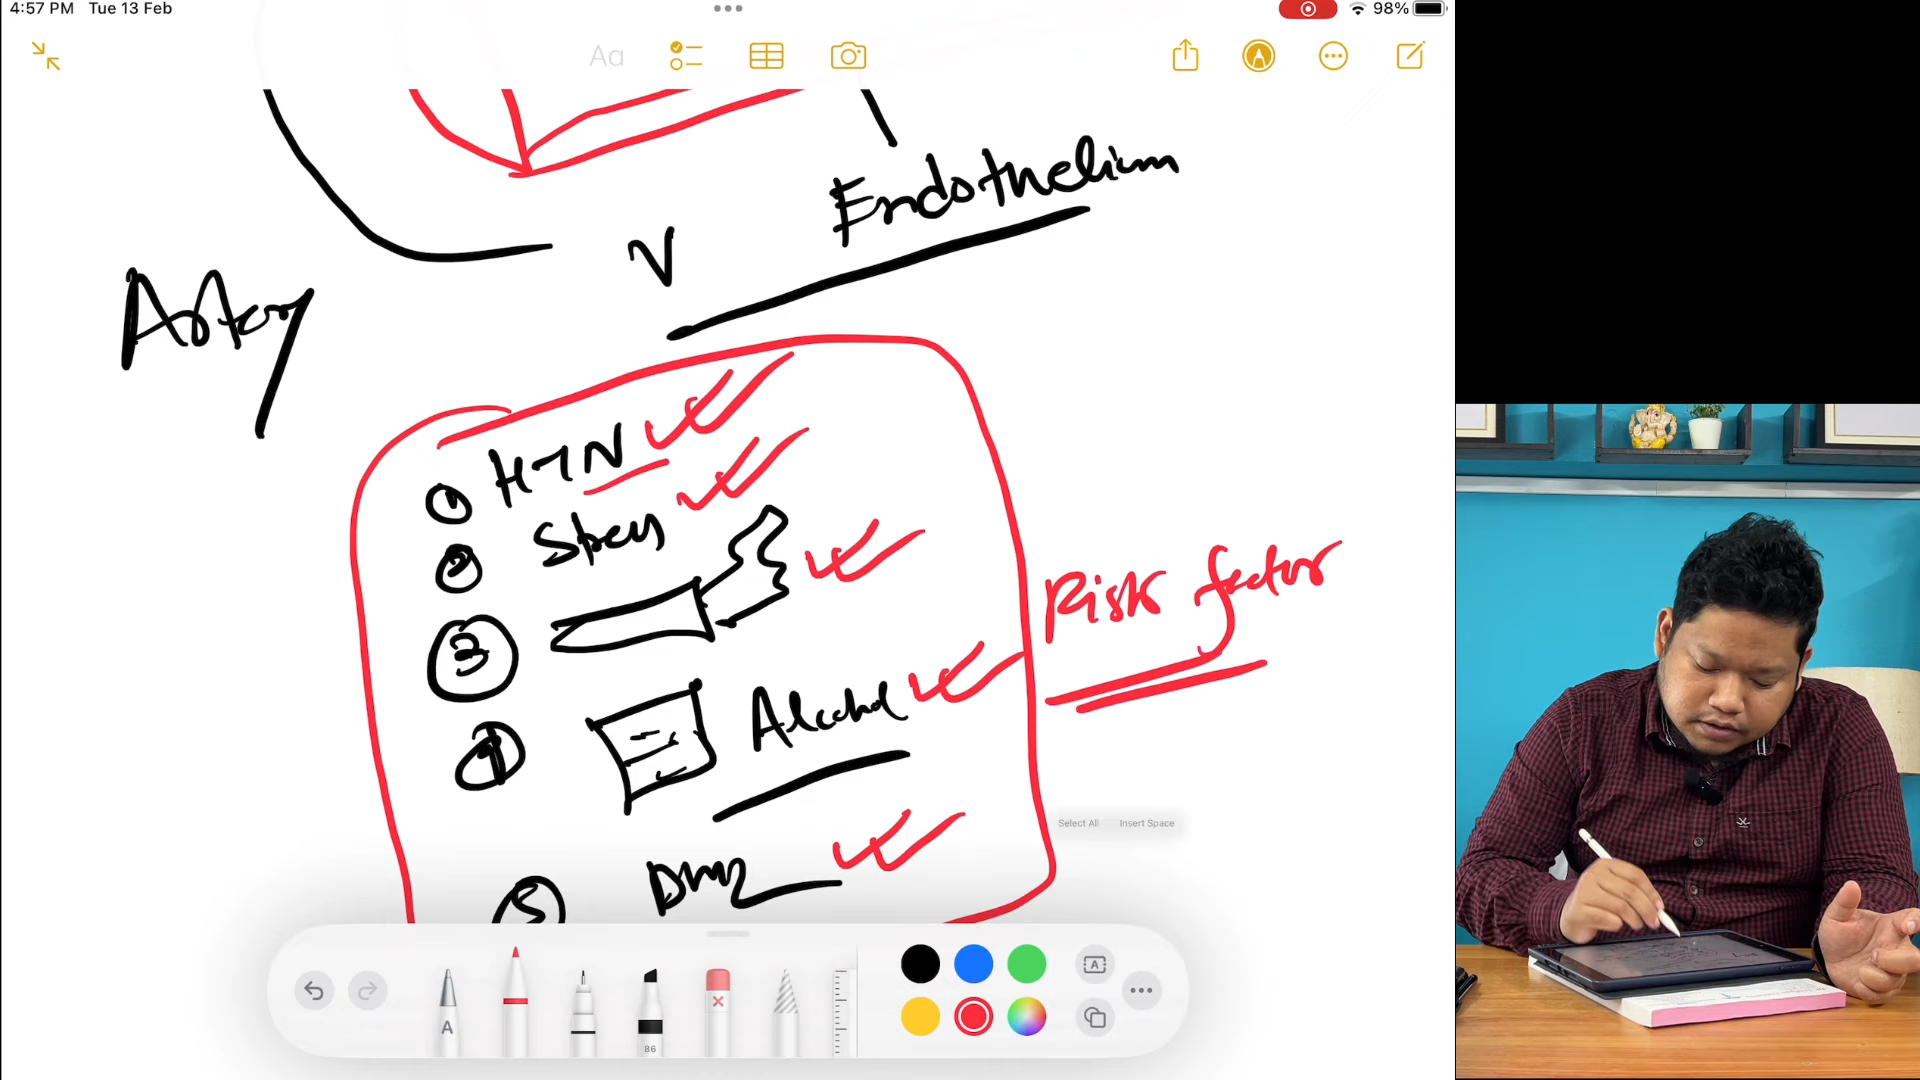 4:57 PM Tue 13 Feb
98%
Aa
Endothelium
V
Artery
1 HTN
2 Stress
3
Risk factor
4 Alcohol
Select All Insert Space
5 DM2
A
86
A